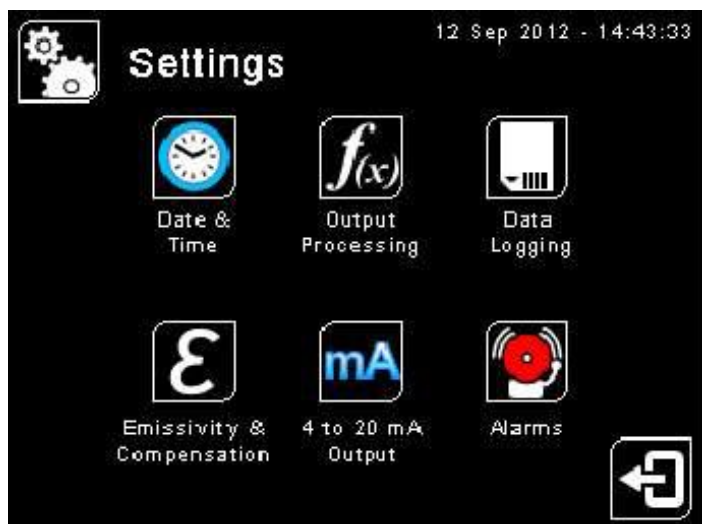 12 Sep 2012 - 14:43:33
Settings
f(x)
Date &
Time
Output
Processing
Data
Logging
ε
mA
Emissivity &
Compensation
4 to 20 mA
Output
Alarms